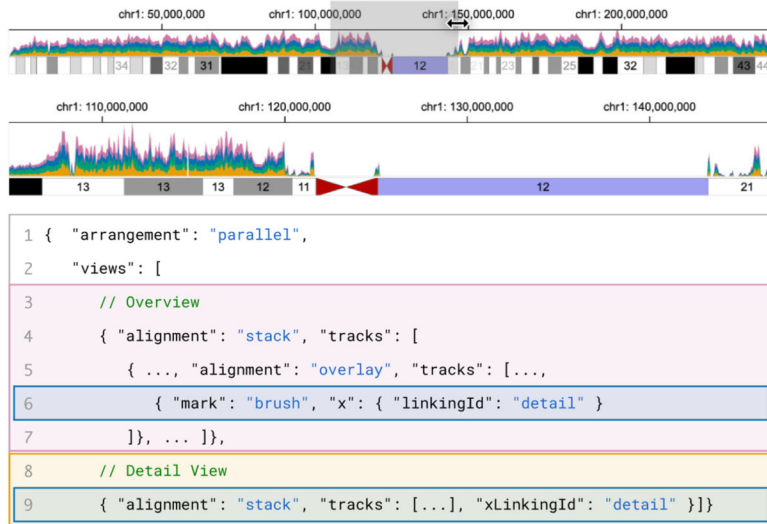 chr1: 50,000,000 chr1: 100,000,000 chr1: 150,000,000 chr1: 200,000,000
34 32 31 12 23 25 32 43 44
chr1: 110,000,000 chr1: 120,000,000 chr1: 130,000,000 chr1: 140,000,000
13 13 13 12 11 12 21
1 { "arrangement": "parallel",
2 "views": [
3 // Overview
4 { "alignment": "stack", "tracks": [
5 { ..., "alignment": "overlay", "tracks": [...,
6 { "mark": "brush", "x": { "linkingId": "detail" }
7 ]}, ... ]},
8 // Detail View
9 { "alignment": "stack", "tracks": [...], "xLinkingId": "detail" }]}